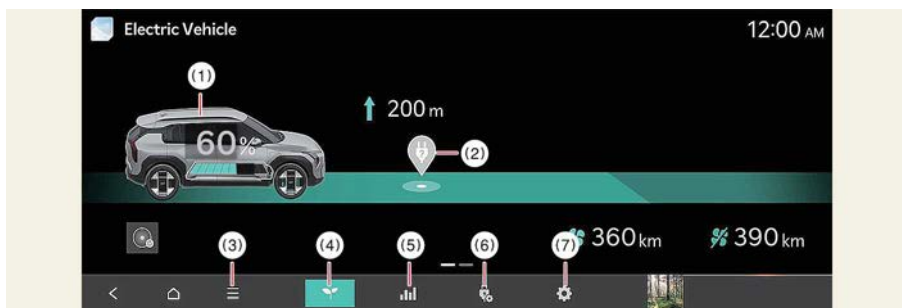 Electric Vehicle
12:00 AM
(1)
200 m
60%
(2)
(3)
(4)
(5)
(6)
(7)
360 km
390 km